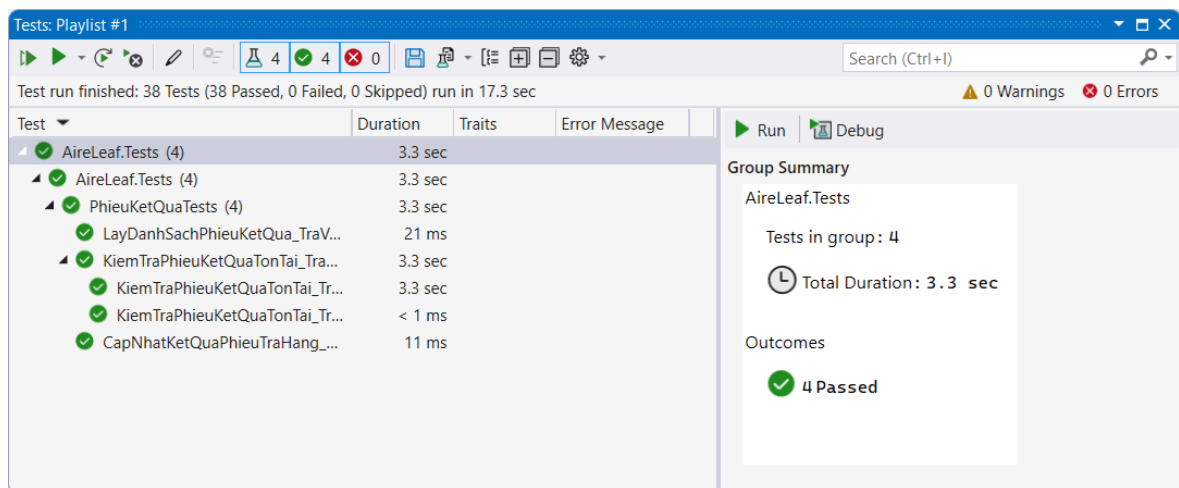 Tests: Playlist #1
4 4 0 Search (Ctrl+I)
Test run finished: 38 Tests (38 Passed, 0 Failed, 0 Skipped) run in 17.3 sec 0 Warnings 0 Errors
Test Duration Traits Error Message
AireLeaf.Tests (4) 3.3 sec
AireLeaf.Tests (4) 3.3 sec
PhieuKetQuaTests (4) 3.3 sec
LayDanhSachPhieuKetQua_TraV... 21 ms
KiemTraPhieuKetQuaTonTai_Tra... 3.3 sec
KiemTraPhieuKetQuaTonTai_Tr... 3.3 sec
KiemTraPhieuKetQuaTonTai_Tr... < 1 ms
CapNhatKetQuaPhieuTraHang_... 11 ms
Run Debug
Group Summary
AireLeaf.Tests
Tests in group: 4
Total Duration: 3.3 sec
Outcomes
4 Passed